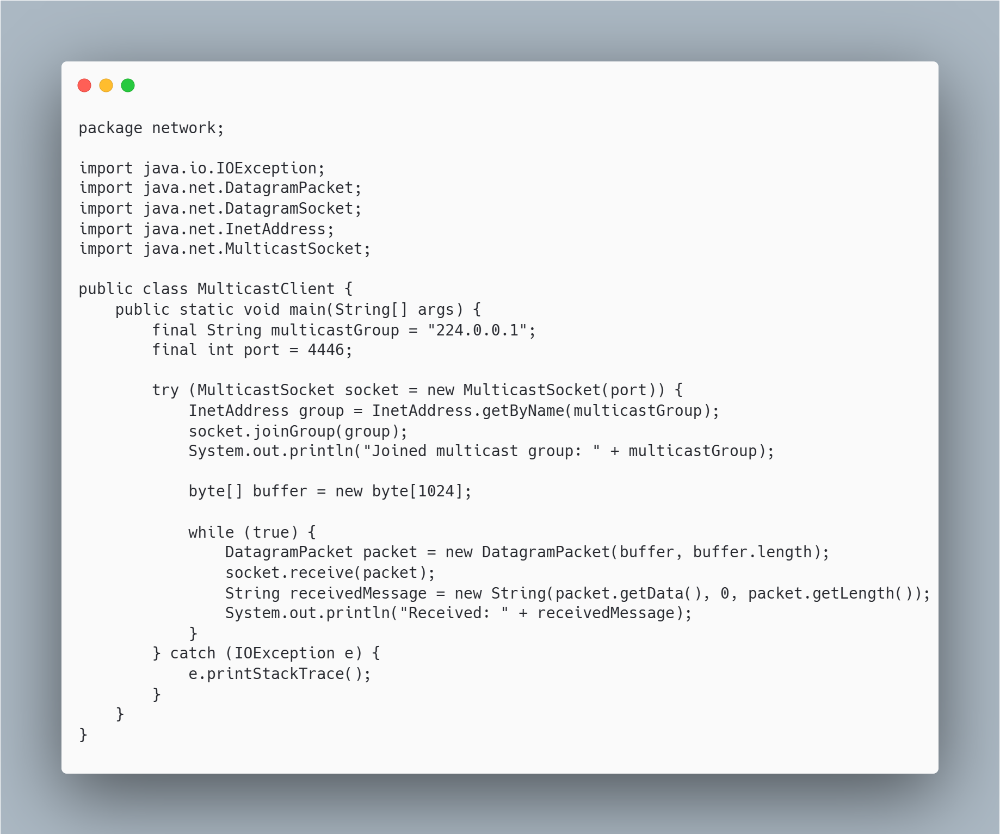 package network;

import java.io.IOException;
import java.net.DatagramPacket;
import java.net.DatagramSocket;
import java.net.InetAddress;
import java.net.MulticastSocket;

public class MulticastClient {
    public static void main(String[] args) {
        final String multicastGroup = "224.0.0.1";
        final int port = 4446;

        try (MulticastSocket socket = new MulticastSocket(port)) {
            InetAddress group = InetAddress.getByName(multicastGroup);
            socket.joinGroup(group);
            System.out.println("Joined multicast group: " + multicastGroup);

            byte[] buffer = new byte[1024];

            while (true) {
                DatagramPacket packet = new DatagramPacket(buffer, buffer.length);
                socket.receive(packet);
                String receivedMessage = new String(packet.getData(), 0, packet.getLength());
                System.out.println("Received: " + receivedMessage);
            }
        } catch (IOException e) {
            e.printStackTrace();
        }
    }
}